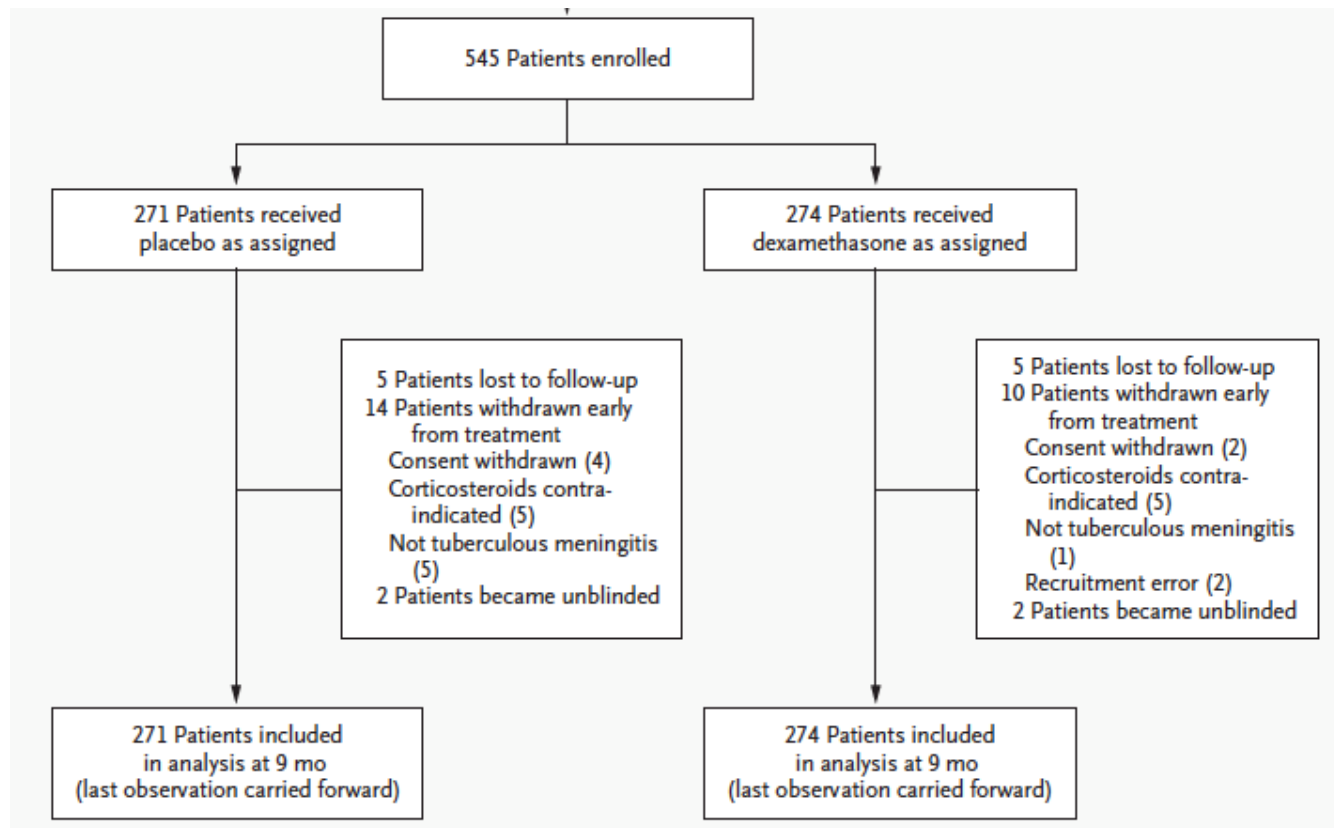 545 Patients enrolled
271 Patients received
placebo as assigned
274 Patients received
dexamethasone as assigned
5 Patients lost to follow-up
14 Patients withdrawn early
from treatment
Consent withdrawn (4)
Corticosteroids contra-
indicated (5)
Not tuberculous meningitis
(5)
2 Patients became unblinded
5 Patients lost to follow-up
10 Patients withdrawn early
from treatment
Consent withdrawn (2)
Corticosteroids contra-
indicated (5)
Not tuberculous meningitis
(1)
Recruitment error (2)
2 Patients became unblinded
271 Patients included
in analysis at 9 mo
(last observation carried forward)
274 Patients included
in analysis at 9 mo
(last observation carried forward)